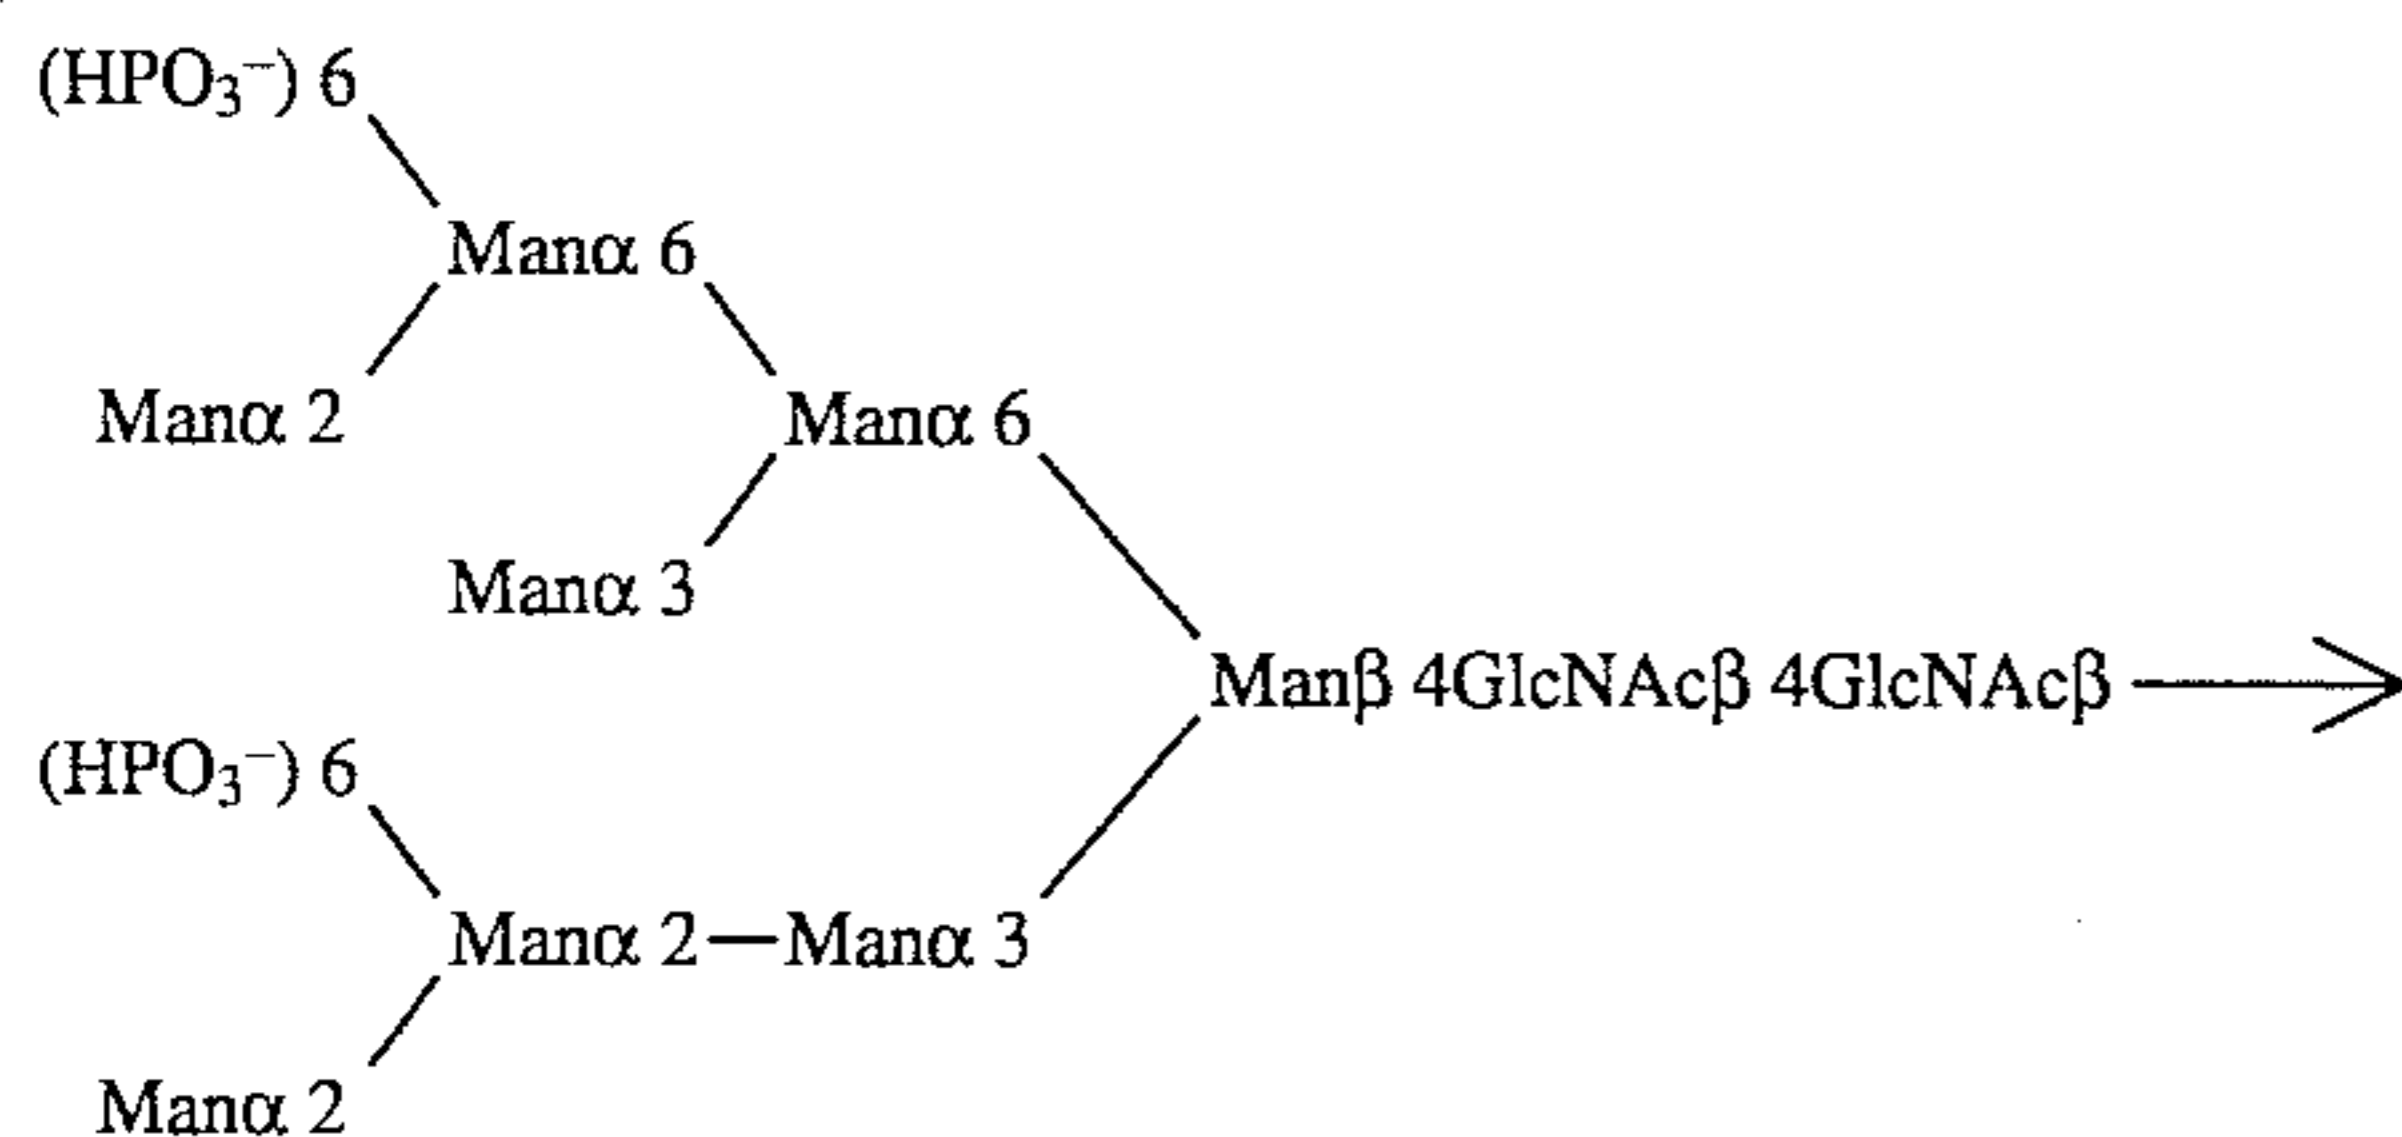 (HPO₃⁻) 6
Manα 6
Manα 2
Manα 6
Manα 3
Manβ 4GlcNAcβ 4GlcNAcβ
(HPO₃⁻) 6
Manα 2—Manα 3
Manα 2